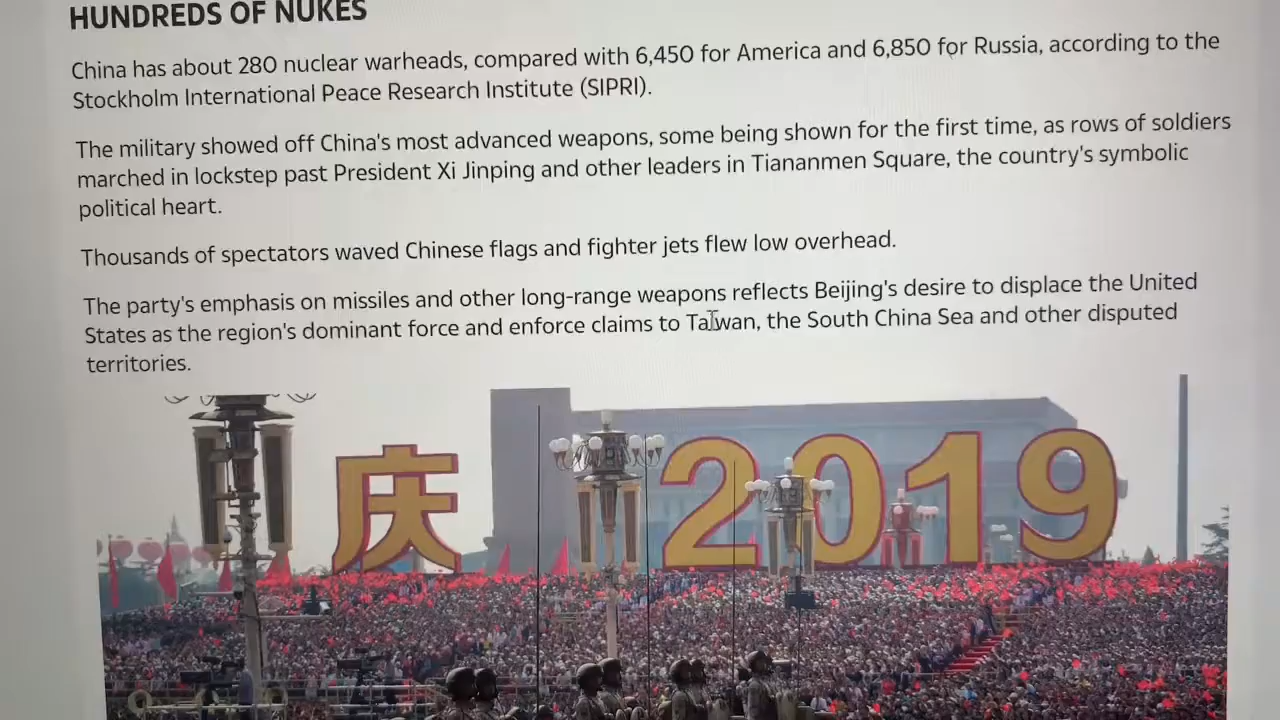 HUNDREDS OF NUKES
China has about 280 nuclear warheads, compared with 6,450 for America and 6,850 for Russia, according to the
Stockholm International Peace Research Institute (SIPRI).
The military showed off China's most advanced weapons, some being shown for the first time, as rows of soldiers
marched in lockstep past President Xi Jinping and other leaders in Tiananmen Square, the country's symbolic
political heart.
Thousands of spectators waved Chinese flags and fighter jets flew low overhead.
The party's emphasis on missiles and other long-range weapons reflects Beijing's desire to displace the United
States as the region's dominant force and enforce claims to Taiwan, the South China Sea and other disputed
territories.
庆 2019